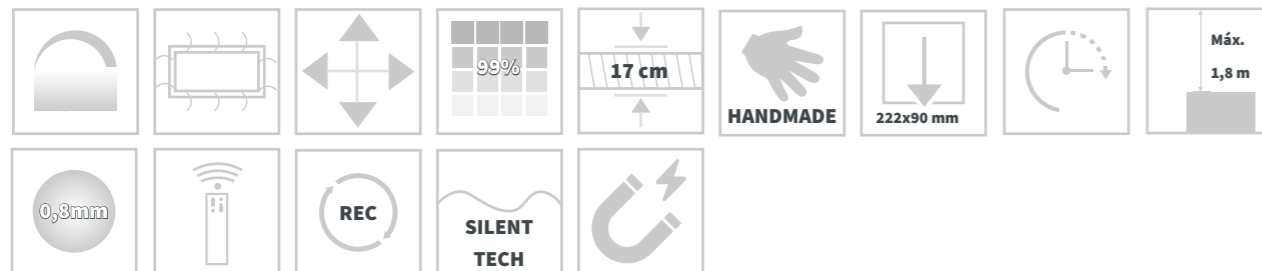 99%
17 cm
HANDMADE
222x90 mm
Máx.
1,8 m
0,8mm
REC
SILENT
TECH